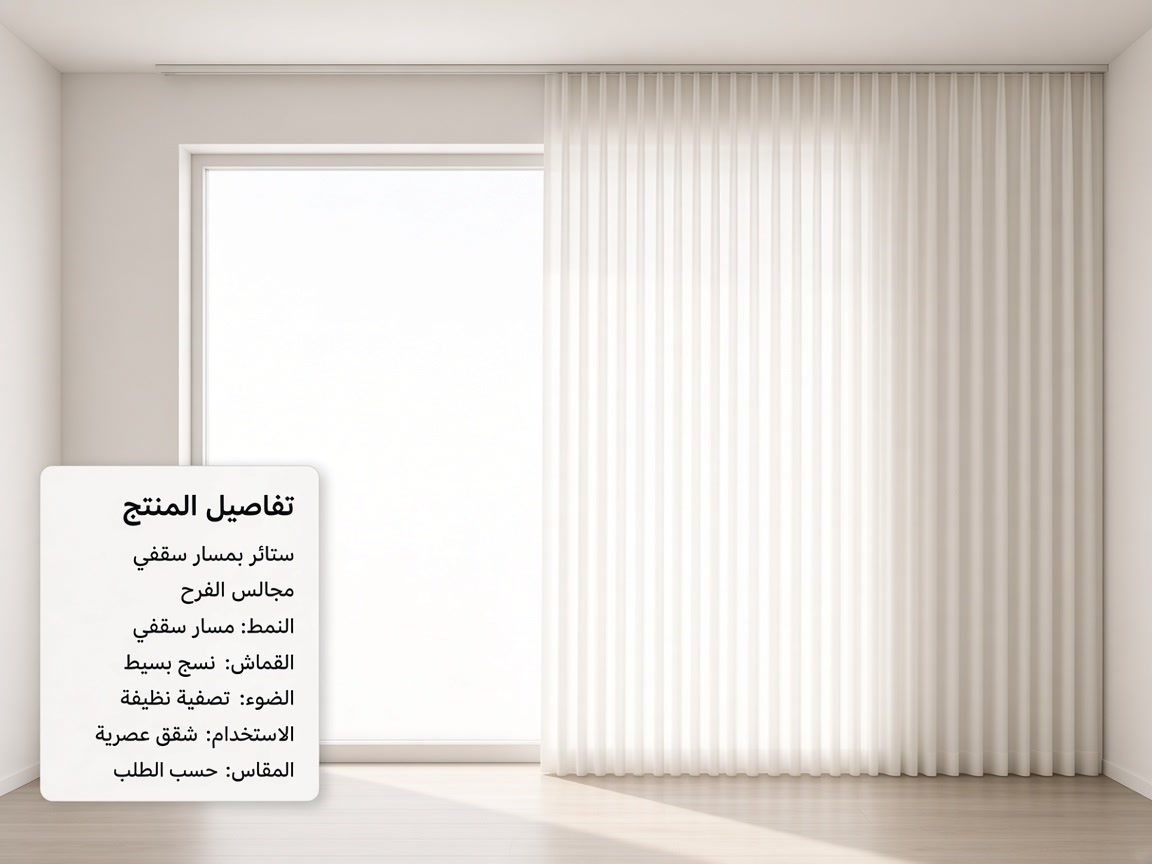 تفاصيل المنتج
ستائر بمسار سقفي
مجالس الفرح
النمط: مسار سقفي
القماش: نسج بسيط
الضوء: تصفية نظيفة
الاستخدام: شقق عصرية
المقاس: حسب الطلب